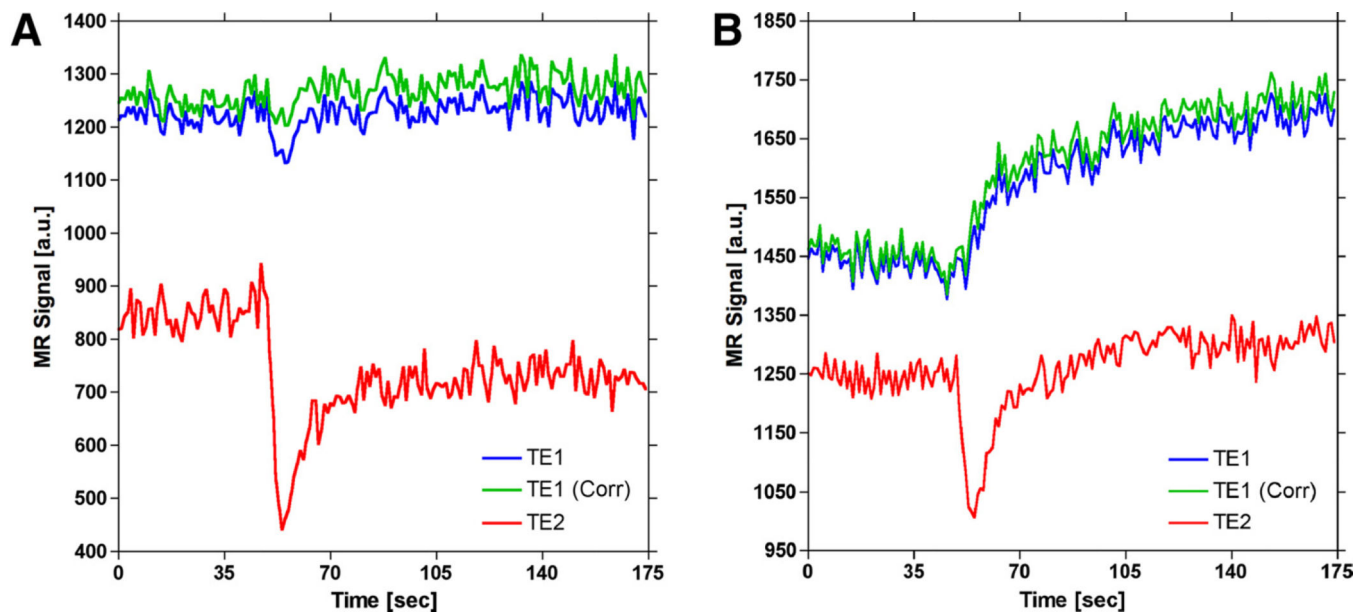 A
MR Signal [a.u.]
1400
1300
1200
1100
1000
900
800
700
600
500
400
0
35
70
105
140
175
Time [sec]
TE1
TE1 (Corr)
TE2
B
MR Signal [a.u.]
1850
1750
1650
1550
1450
1350
1250
1150
1050
950
0
35
70
105
140
175
Time [sec]
TE1
TE1 (Corr)
TE2